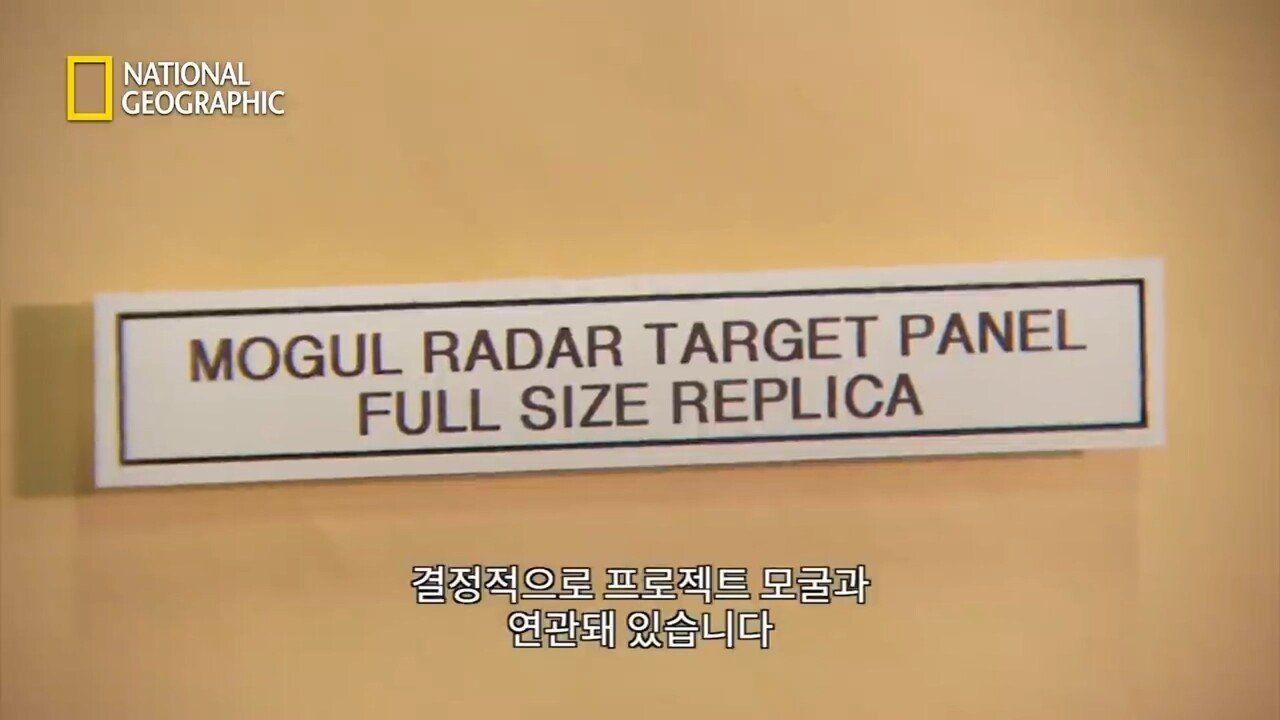 NATIONAL
GEOGRAPHIC
MOGUL RADAR TARGET PANEL
FULL SIZE REPLICA
결정적으로 프로젝트 모굴과
연관돼 있습니다